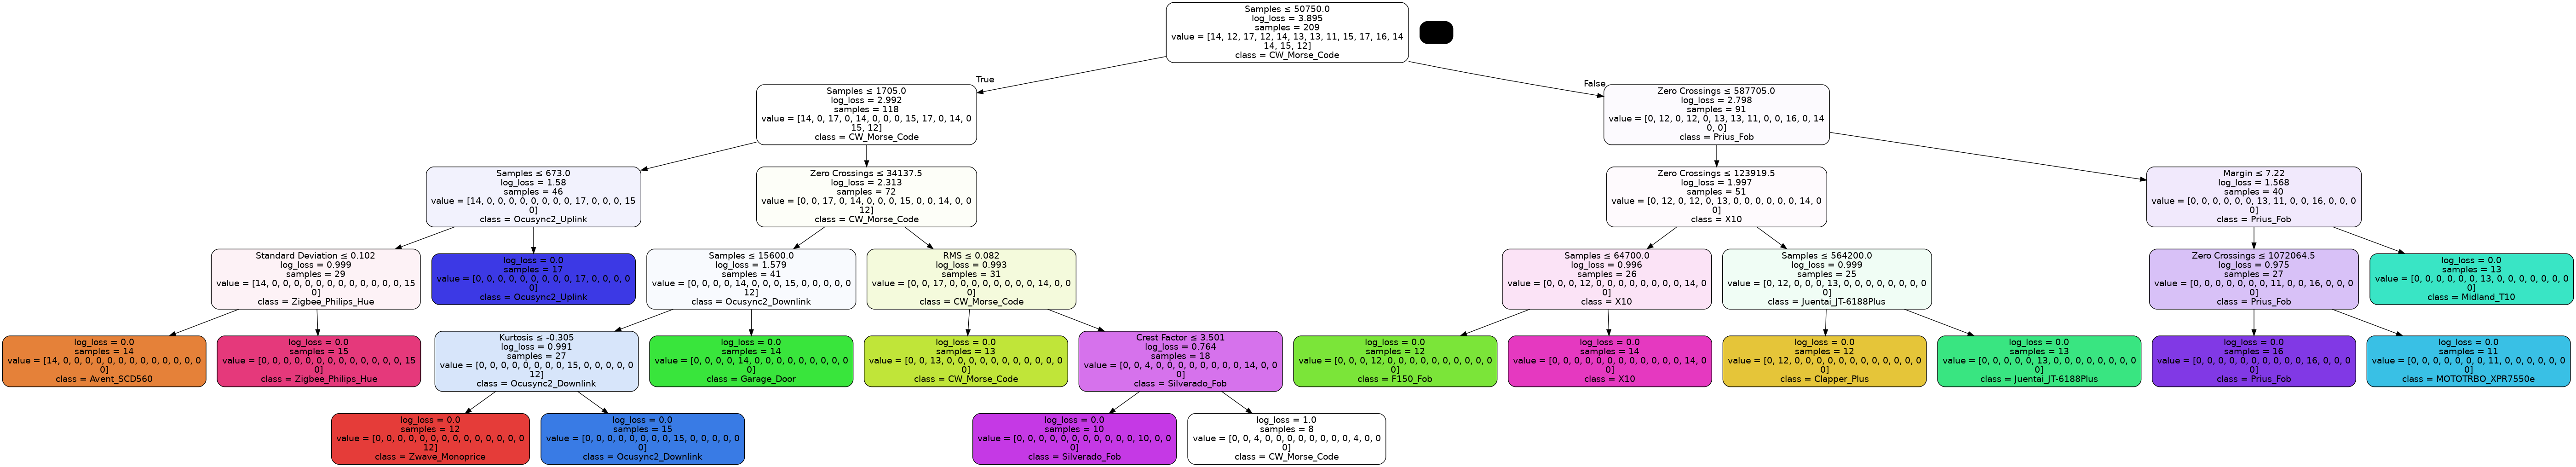 Samples ≤ 50750.0
log_loss = 3.895
samples = 209
value = [14, 12, 17, 12, 14, 13, 13, 11, 15, 17, 16, 14
14, 15, 12]
class = CW_Morse_Code
True
False
Samples ≤ 1705.0
log_loss = 2.992
samples = 118
value = [14, 0, 17, 0, 14, 0, 0, 0, 15, 17, 0, 14, 0
15, 12]
class = CW_Morse_Code
Zero Crossings ≤ 587705.0
log_loss = 2.798
samples = 91
value = [0, 12, 0, 12, 0, 13, 13, 11, 0, 0, 16, 0, 14
0, 0]
class = Prius_Fob
Samples ≤ 673.0
log_loss = 1.58
samples = 46
value = [14, 0, 0, 0, 0, 0, 0, 0, 0, 17, 0, 0, 0, 15
0]
class = Ocusync2_Uplink
Zero Crossings ≤ 34137.5
log_loss = 2.313
samples = 72
value = [0, 0, 17, 0, 14, 0, 0, 0, 15, 0, 0, 14, 0, 0
12]
class = CW_Morse_Code
Zero Crossings ≤ 123919.5
log_loss = 1.997
samples = 51
value = [0, 12, 0, 12, 0, 13, 0, 0, 0, 0, 0, 0, 14, 0
0]
class = X10
Margin ≤ 7.22
log_loss = 1.568
samples = 40
value = [0, 0, 0, 0, 0, 0, 13, 11, 0, 0, 16, 0, 0, 0
0]
class = Prius_Fob
Standard Deviation ≤ 0.102
log_loss = 0.999
samples = 29
value = [14, 0, 0, 0, 0, 0, 0, 0, 0, 0, 0, 0, 0, 15
0]
class = Zigbee_Philips_Hue
log_loss = 0.0
samples = 17
value = [0, 0, 0, 0, 0, 0, 0, 0, 0, 17, 0, 0, 0, 0
0]
class = Ocusync2_Uplink
Samples ≤ 15600.0
log_loss = 1.579
samples = 41
value = [0, 0, 0, 0, 14, 0, 0, 0, 15, 0, 0, 0, 0, 0
12]
class = Ocusync2_Downlink
RMS ≤ 0.082
log_loss = 0.993
samples = 31
value = [0, 0, 17, 0, 0, 0, 0, 0, 0, 0, 0, 14, 0, 0
0]
class = CW_Morse_Code
Samples ≤ 64700.0
log_loss = 0.996
samples = 26
value = [0, 0, 0, 12, 0, 0, 0, 0, 0, 0, 0, 0, 14, 0
0]
class = X10
Samples ≤ 564200.0
log_loss = 0.999
samples = 25
value = [0, 12, 0, 0, 0, 13, 0, 0, 0, 0, 0, 0, 0, 0
0]
class = Juentai_JT-6188Plus
Zero Crossings ≤ 1072064.5
log_loss = 0.975
samples = 27
value = [0, 0, 0, 0, 0, 0, 0, 11, 0, 0, 16, 0, 0, 0
0]
class = Prius_Fob
log_loss = 0.0
samples = 13
value = [0, 0, 0, 0, 0, 0, 13, 0, 0, 0, 0, 0, 0, 0
0]
class = Midland_T10
log_loss = 0.0
samples = 14
value = [14, 0, 0, 0, 0, 0, 0, 0, 0, 0, 0, 0, 0, 0
0]
class = Avent_SCD560
log_loss = 0.0
samples = 15
value = [0, 0, 0, 0, 0, 0, 0, 0, 0, 0, 0, 0, 0, 15
0]
class = Zigbee_Philips_Hue
Kurtosis ≤ -0.305
log_loss = 0.991
samples = 27
value = [0, 0, 0, 0, 0, 0, 0, 0, 15, 0, 0, 0, 0, 0
12]
class = Ocusync2_Downlink
log_loss = 0.0
samples = 14
value = [0, 0, 0, 0, 14, 0, 0, 0, 0, 0, 0, 0, 0, 0
0]
class = Garage_Door
log_loss = 0.0
samples = 13
value = [0, 0, 13, 0, 0, 0, 0, 0, 0, 0, 0, 0, 0, 0
0]
class = CW_Morse_Code
Crest Factor ≤ 3.501
log_loss = 0.764
samples = 18
value = [0, 0, 4, 0, 0, 0, 0, 0, 0, 0, 0, 14, 0, 0
0]
class = Silverado_Fob
log_loss = 0.0
samples = 12
value = [0, 0, 0, 12, 0, 0, 0, 0, 0, 0, 0, 0, 0, 0
0]
class = F150_Fob
log_loss = 0.0
samples = 14
value = [0, 0, 0, 0, 0, 0, 0, 0, 0, 0, 0, 0, 14, 0
0]
class = X10
log_loss = 0.0
samples = 12
value = [0, 12, 0, 0, 0, 0, 0, 0, 0, 0, 0, 0, 0, 0
0]
class = Clapper_Plus
log_loss = 0.0
samples = 13
value = [0, 0, 0, 0, 0, 13, 0, 0, 0, 0, 0, 0, 0, 0
0]
class = Juentai_JT-6188Plus
log_loss = 0.0
samples = 16
value = [0, 0, 0, 0, 0, 0, 0, 0, 0, 0, 16, 0, 0, 0
0]
class = Prius_Fob
log_loss = 0.0
samples = 11
value = [0, 0, 0, 0, 0, 0, 0, 11, 0, 0, 0, 0, 0, 0
0]
class = MOTOTRBO_XPR7550e
log_loss = 0.0
samples = 12
value = [0, 0, 0, 0, 0, 0, 0, 0, 0, 0, 0, 0, 0, 0
12]
class = Zwave_Monoprice
log_loss = 0.0
samples = 15
value = [0, 0, 0, 0, 0, 0, 0, 0, 15, 0, 0, 0, 0, 0
0]
class = Ocusync2_Downlink
log_loss = 0.0
samples = 10
value = [0, 0, 0, 0, 0, 0, 0, 0, 0, 0, 0, 10, 0, 0
0]
class = Silverado_Fob
log_loss = 1.0
samples = 8
value = [0, 0, 4, 0, 0, 0, 0, 0, 0, 0, 0, 4, 0, 0
0]
class = CW_Morse_Code